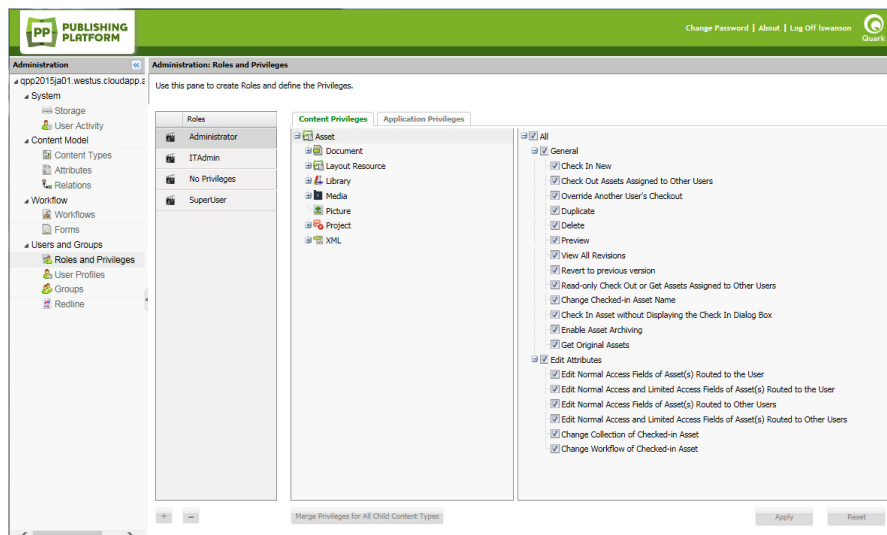 PP PUBLISHING
PLATFORM
Change Password | About | Log Off lswanson
Quark
Administration
Administration: Roles and Privileges
qpp2015ja01.westus.cloudapp.a
System
Storage
User Activity
Content Model
Content Types
Attributes
Relations
Workflow
Workflows
Forms
Users and Groups
Roles and Privileges
User Profiles
Groups
Redline
Use this pane to create Roles and define the Privileges.
Roles
Administrator
ITAdmin
No Privileges
SuperUser
Content Privileges
Application Privileges
Asset
Document
Layout Resource
Library
Media
Picture
Project
XML
All
General
Check In New
Check Out Assets Assigned to Other Users
Override Another User's Checkout
Duplicate
Delete
Preview
View All Revisions
Revert to previous version
Read-only Check Out or Get Assets Assigned to Other Users
Change Checked-in Asset Name
Check In Asset without Displaying the Check In Dialog Box
Enable Asset Archiving
Get Original Assets
Edit Attributes
Edit Normal Access Fields of Asset(s) Routed to the User
Edit Normal Access and Limited Access Fields of Asset(s) Routed to the User
Edit Normal Access Fields of Asset(s) Routed to Other Users
Edit Normal Access and Limited Access Fields of Asset(s) Routed to Other Users
Change Collection of Checked-in Asset
Change Workflow of Checked-in Asset
Merge Privileges for All Child Content Types
Apply
Reset